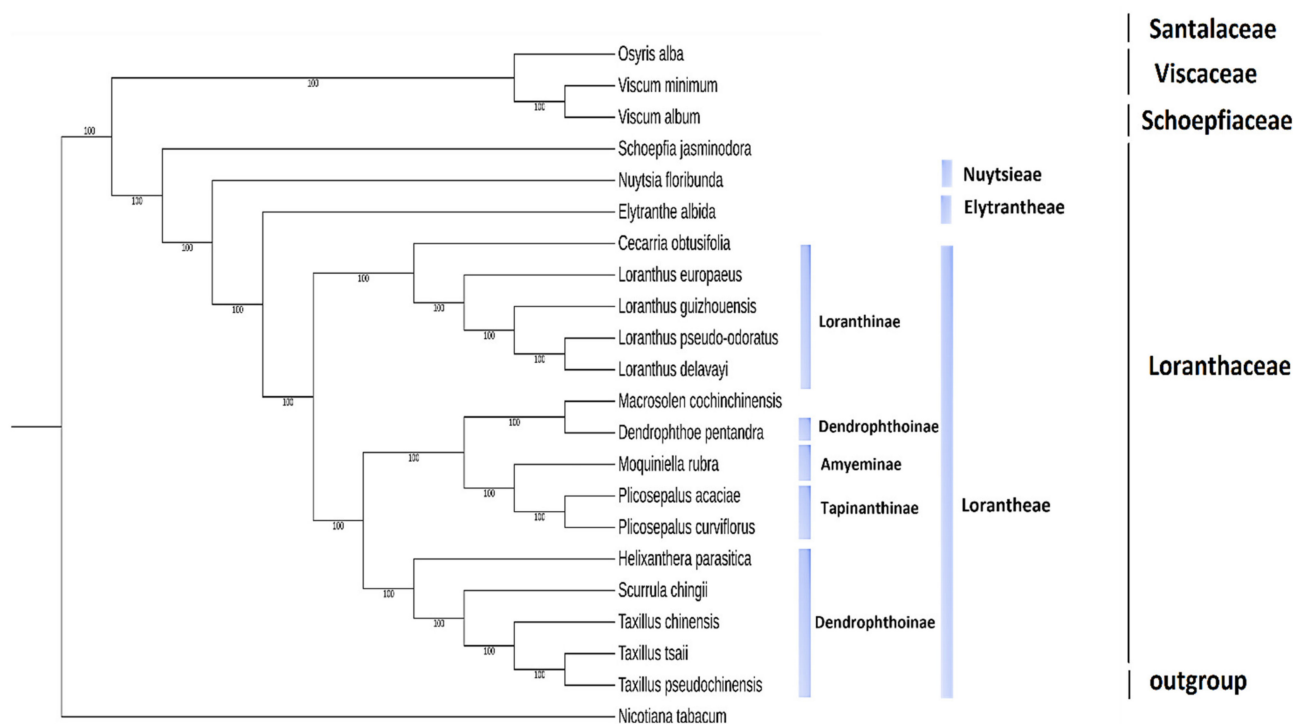 Santalaceae
Osyris alba
Viscum minimum
Viscaceae
100
100
Viscum album
Schoepfiaceae
100
Schoepfia jasminodora
Nuytsia floribunda
Nuytsieae
100
Elytranthe albida
Elytrantheae
100
Cecarria obtusifolia
100
Loranthus europaeus
100
Loranthus guizhouensis
Loranthinae
100
Loranthus pseudo-odoratus
100
Loranthus delavayi
Loranthaceae
100
100
Macrosolen cochinchinensis
100
Dendrophthoe pentandra
Dendrophthoinae
100
Moquiniella rubra
Amyeminae
100
Plicosepalus acaciae
Tapinanthinae
Lorantheae
100
Plicosepalus curviflorus
100
Helixanthera parasitica
100
Scurrula chingii
100
Taxillus chinensis
Dendrophthoinae
100
Taxillus tsaii
100
Taxillus pseudochinensis
outgroup
Nicotiana tabacum